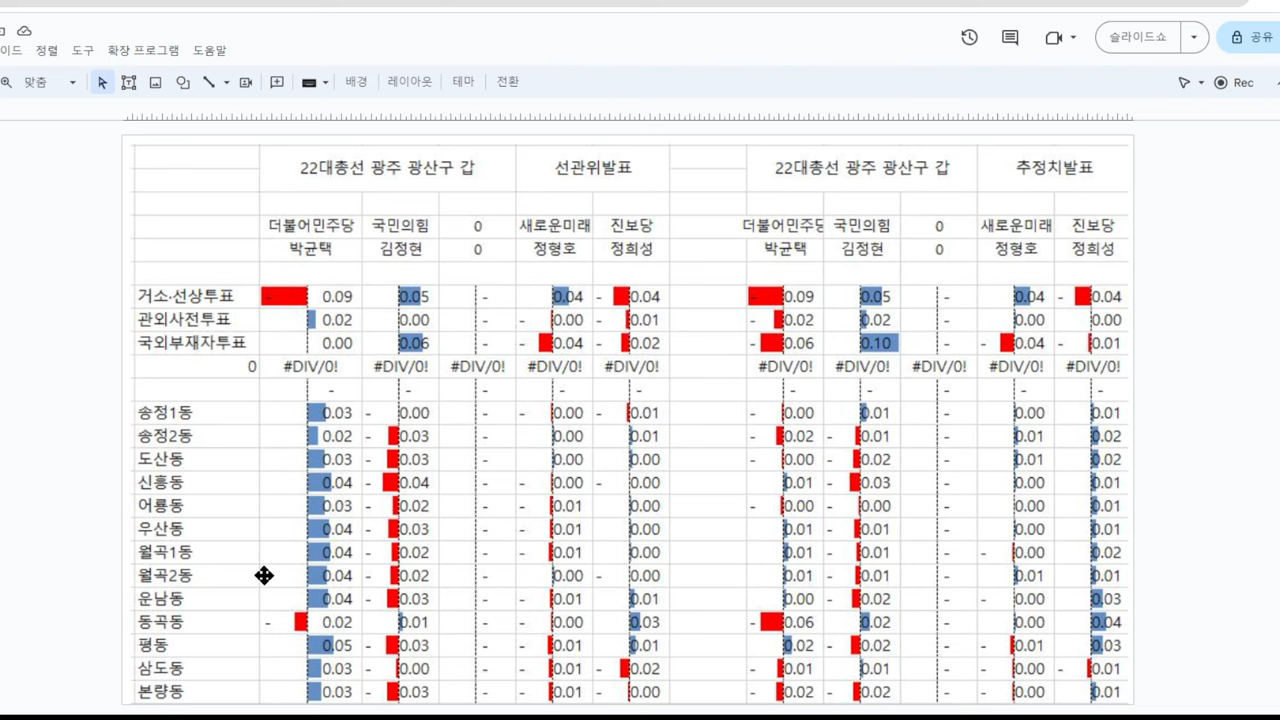 이드 정렬 도구 확장 프로그램 도움말
슬라이드쇼 공유
맞춤 배경 레이아웃 테마 전환 Rec
22대총선 광주 광산구 갑 선관위발표 22대총선 광주 광산구 갑 추정치발표
더불어민주당 국민의힘 0 새로운미래 진보당 더불어민주당 국민의힘 0 새로운미래 진보당
박균택 김정현 0 정형호 정희성 박균택 김정현 0 정형호 정희성
거소·선상투표 - 0.09 0.05 - 0.04 - 0.04 - 0.09 0.05 - 0.04 - 0.04
관외사전투표 0.02 0.00 - - 0.00 - 0.01 - 0.02 0.02 - 0.00 0.00
국외부재자투표 0.00 0.06 - - 0.04 - 0.02 - 0.06 0.10 - - 0.04 - 0.01
0 #DIV/0! #DIV/0! #DIV/0! #DIV/0! #DIV/0! #DIV/0! #DIV/0! #DIV/0! #DIV/0! #DIV/0!
- - - - - - - - - -
송정1동 0.03 - 0.00 - - 0.00 - 0.01 - 0.00 0.01 - 0.00 0.01
송정2동 0.02 - 0.03 - 0.00 0.01 - 0.02 - 0.01 - 0.01 0.02
도산동 0.03 - 0.03 - 0.00 0.00 - 0.00 - 0.02 - 0.01 0.02
신흥동 0.04 - 0.04 - - 0.00 - 0.00 0.01 - 0.03 - 0.00 0.01
어룡동 0.03 - 0.02 - - 0.01 0.00 - 0.00 - 0.00 - 0.00 0.01
우산동 0.04 - 0.03 - - 0.01 0.00 0.01 - 0.01 - 0.00 0.01
월곡1동 0.04 - 0.02 - - 0.01 0.00 0.01 - 0.01 - - 0.00 0.02
월곡2동 0.04 - 0.02 - 0.00 - 0.00 0.01 - 0.01 - 0.01 0.01
운남동 0.04 - 0.03 - - 0.01 0.01 0.00 - 0.02 - 0.00 0.03
동곡동 - 0.02 0.01 - - 0.00 0.03 - 0.06 0.02 - 0.00 0.04
평동 0.05 - 0.03 - - 0.01 0.01 0.02 - 0.02 - - 0.01 0.03
삼도동 0.03 - 0.00 - - 0.01 - 0.02 - 0.01 0.01 - - 0.00 - 0.01
본량동 0.03 - 0.03 - - 0.01 - 0.00 - 0.02 - 0.02 - - 0.00 0.01